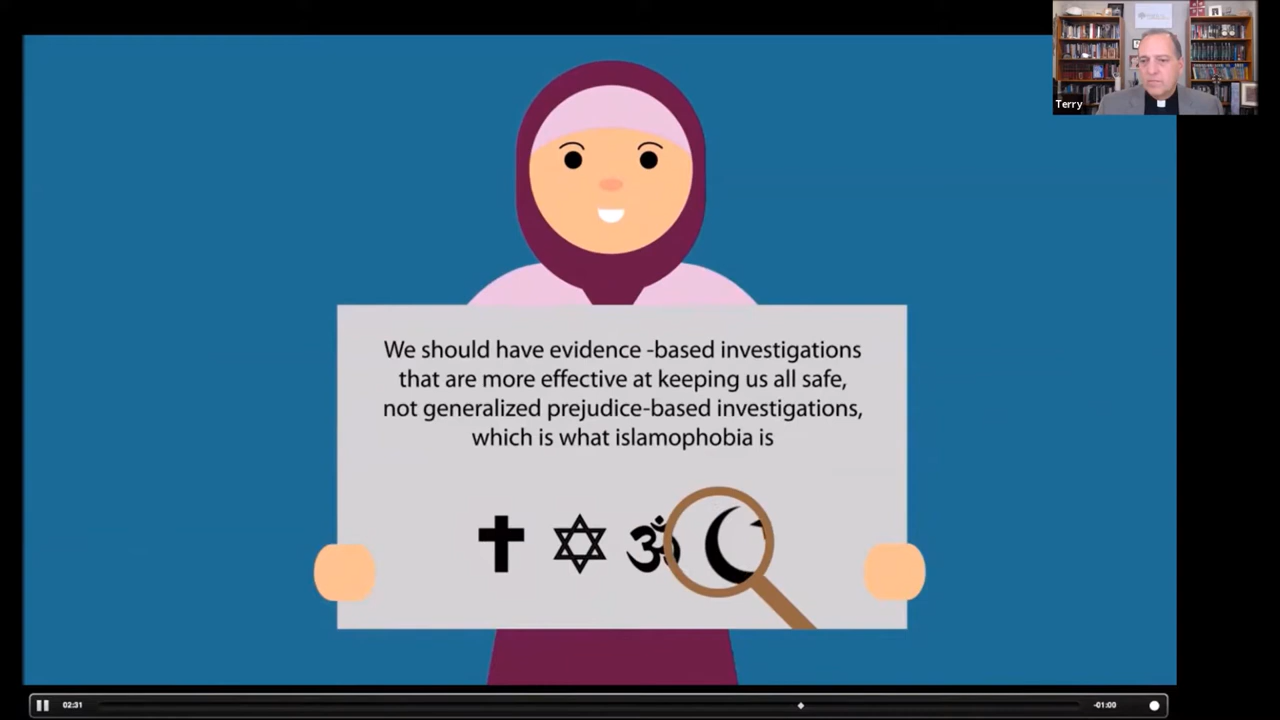 Terry
We should have evidence -based investigations
that are more effective at keeping us all safe,
not generalized prejudice-based investigations,
which is what islamophobia is
ॐ
02:31
-01:00